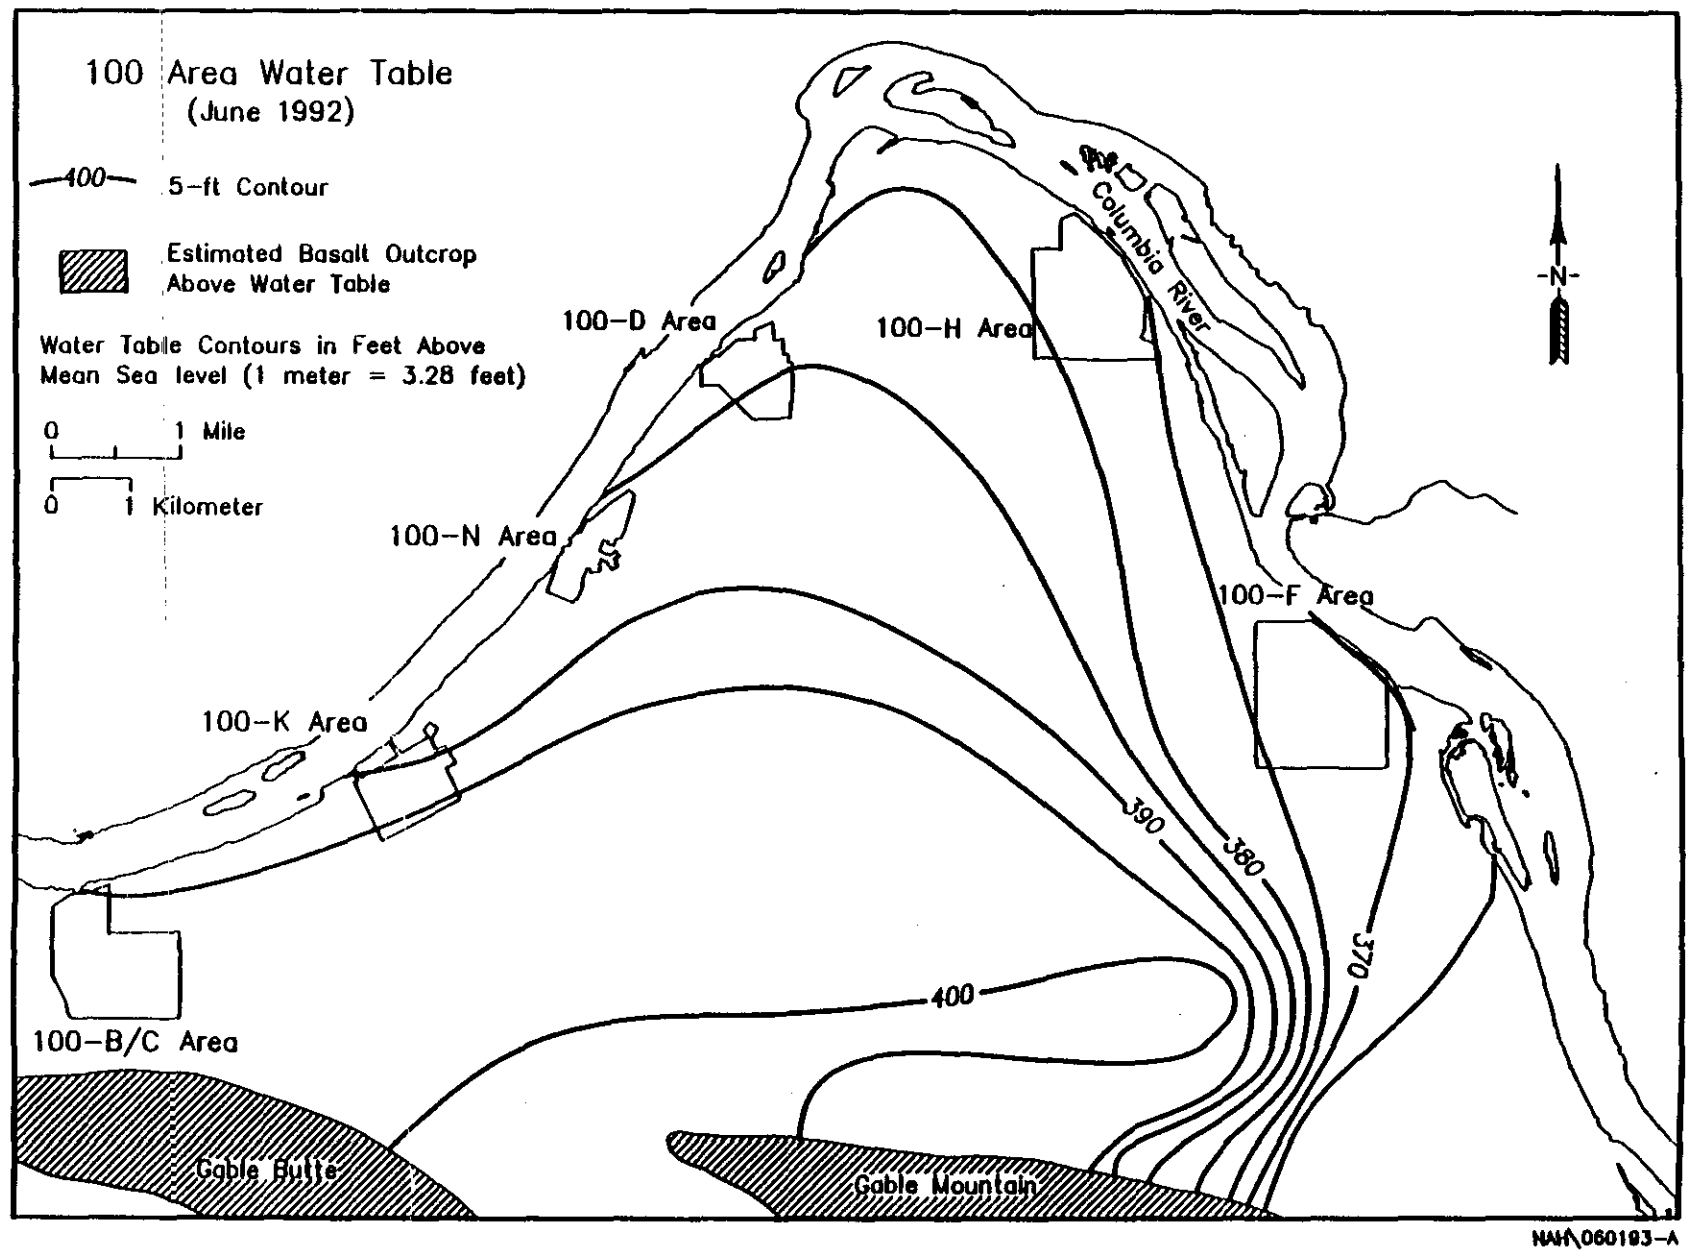 100 Area Water Table
(June 1992)
400
5-ft Contour
Estimated Basalt Outcrop
Above Water Table
Water Table Contours in Feet Above
Mean Sea level (1 meter = 3.28 feet)
0 1 Mile
0 1 Kilometer
Columbia River
-N-
100-D Area
100-H Area
100-N Area
100-F Area
100-K Area
390
380
370
400
100-B/C Area
Gable Butte
Gable Mountain
NAH\060193-A